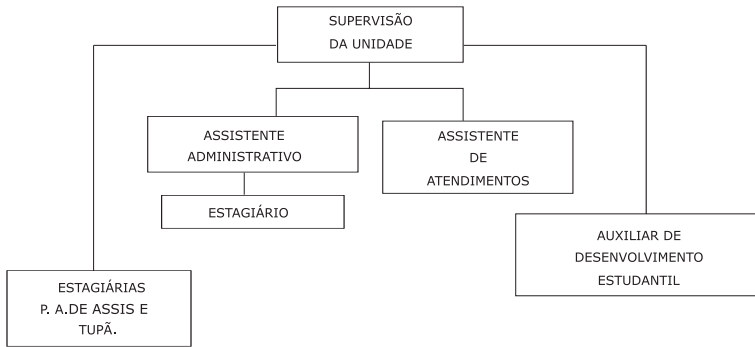 SUPERVISÃO
DA UNIDADE
ASSISTENTE
ADMINISTRATIVO
ASSISTENTE
DE
ATENDIMENTOS
ESTAGIÁRIO
AUXILIAR DE
DESENVOLVIMENTO
ESTUDANTIL
ESTAGIÁRIAS
P. A.DE ASSIS E
TUPÃ.